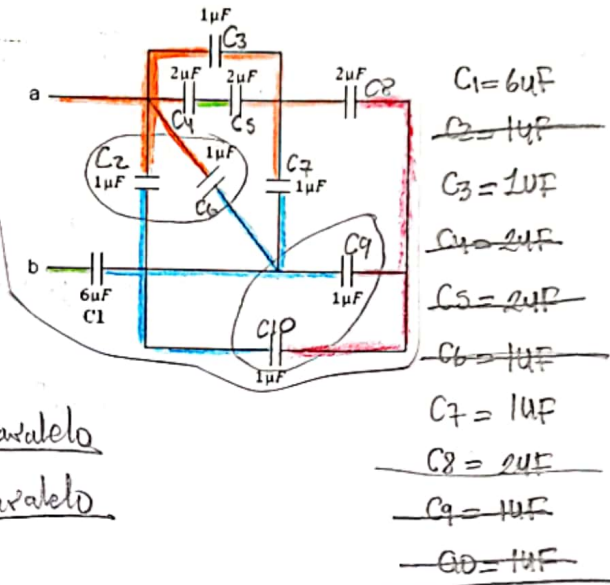 1μF
C3
2μF 2μF 2μF C8
a
C4 C5
C2 1μF C7
1μF 1μF
C6
C9
b
6μF 1μF
C1
C10
1μF
C1=6uF
C2=1uF
C3=1uF
C4=2uF
C5=2uF
C6=1uF
C7=1uF
C8=2uF
C9=1uF
C10=1uF